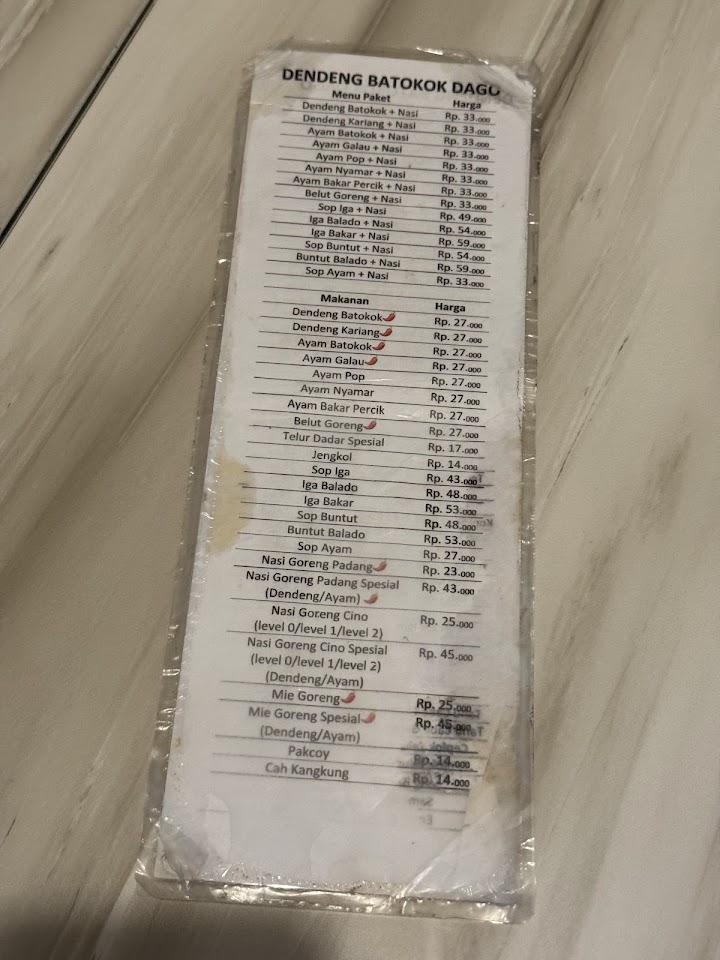 DENDENG BATOKOK DAGO
Menu Paket Harga
Dendeng Batokok + Nasi Rp. 33.000
Dendeng Kariang + Nasi Rp. 33.000
Ayam Batokok + Nasi Rp. 33.000
Ayam Galau + Nasi Rp. 33.000
Ayam Pop + Nasi Rp. 33.000
Ayam Nyamar + Nasi Rp. 33.000
Ayam Bakar Percik + Nasi Rp. 33.000
Belut Goreng + Nasi Rp. 33.000
Sop Iga + Nasi Rp. 49.000
Iga Balado + Nasi Rp. 54.000
Iga Bakar + Nasi Rp. 59.000
Sop Buntut + Nasi Rp. 54.000
Buntut Balado + Nasi Rp. 59.000
Sop Ayam + Nasi Rp. 33.000
Makanan Harga
Dendeng Batokok Rp. 27.000
Dendeng Kariang Rp. 27.000
Ayam Batokok Rp. 27.000
Ayam Galau Rp. 27.000
Ayam Pop Rp. 27.000
Ayam Nyamar Rp. 27.000
Ayam Bakar Percik Rp. 27.000
Belut Goreng Rp. 27.000
Telur Dadar Spesial Rp. 17.000
Jengkol Rp. 14.000
Sop Iga Rp. 43.000
Iga Balado Rp. 48.000
Iga Bakar Rp. 53.000
Sop Buntut Rp. 48.000
Buntut Balado Rp. 53.000
Sop Ayam Rp. 27.000
Nasi Goreng Padang Rp. 23.000
Nasi Goreng Padang Spesial Rp. 43.000
(Dendeng/Ayam)
Nasi Goreng Cino Rp. 25.000
(level 0/level 1/level 2)
Nasi Goreng Cino Spesial Rp. 45.000
(level 0/level 1/level 2)
(Dendeng/Ayam)
Mie Goreng Rp. 25.000
Mie Goreng Spesial Rp. 45.000
(Dendeng/Ayam)
Pakcoy Rp. 14.000
Cah Kangkung Rp. 14.000